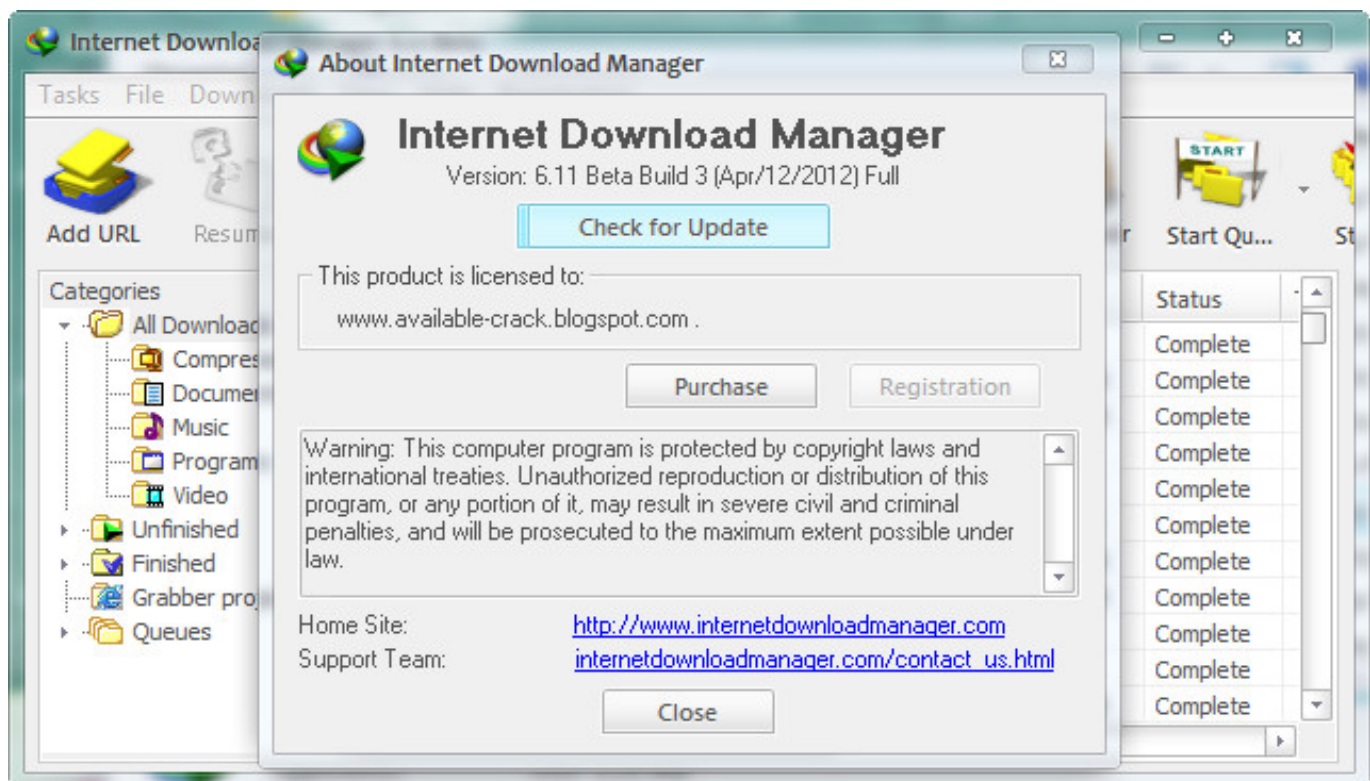 Internet Downloa
About Internet Download Manager
Tasks File Down
Internet Download Manager
Version: 6.11 Beta Build 3 (Apr/12/2012) Full
Check for Update
Add URL
Resum
r
Start Qu...
St
START
This product is licensed to:
www.available-crack.blogspot.com .
Purchase
Registration
Warning: This computer program is protected by copyright laws and
international treaties. Unauthorized reproduction or distribution of this
program, or any portion of it, may result in severe civil and criminal
penalties, and will be prosecuted to the maximum extent possible under
law.
Home Site: http://www.internetdownloadmanager.com
Support Team: internetdownloadmanager.com/contact_us.html
Close
Categories
All Download
Compres
Documer
Music
Program
Video
Unfinished
Finished
Grabber proj
Queues
Status
Complete
Complete
Complete
Complete
Complete
Complete
Complete
Complete
Complete
Complete
Complete